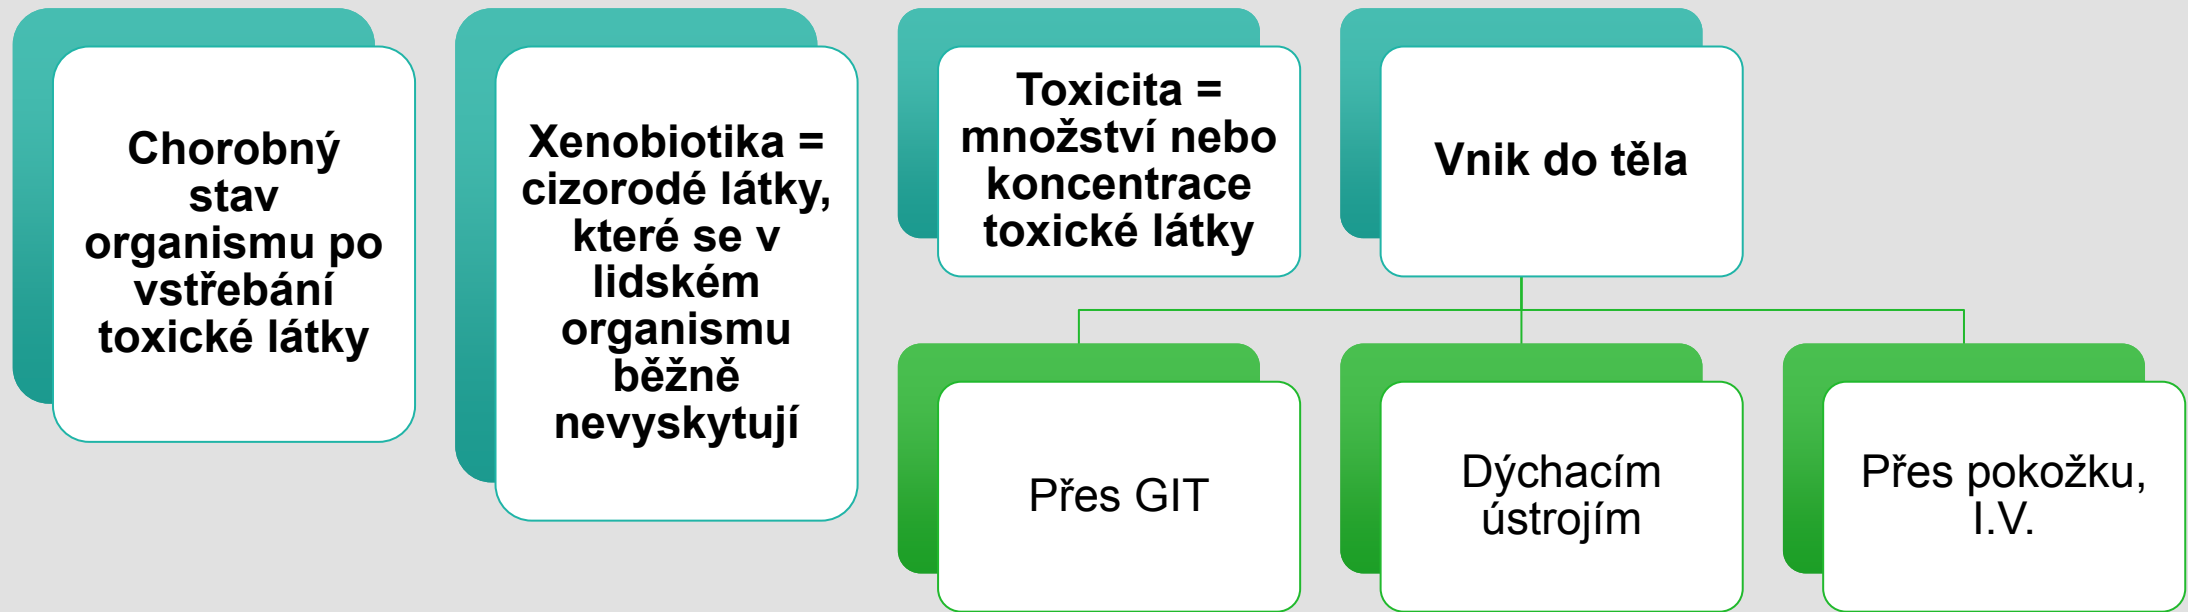 Chorobný
stav
organismu po
vstřebání
toxické látky
Xenobiotika =
cizorodé látky,
které se v
lidském
organismu
běžně
nevyskytují
Toxicita =
množství nebo
koncentrace
toxické látky
Vnik do těla
Přes GIT
Dýchacím
ústrojím
Přes pokožku,
I.V.